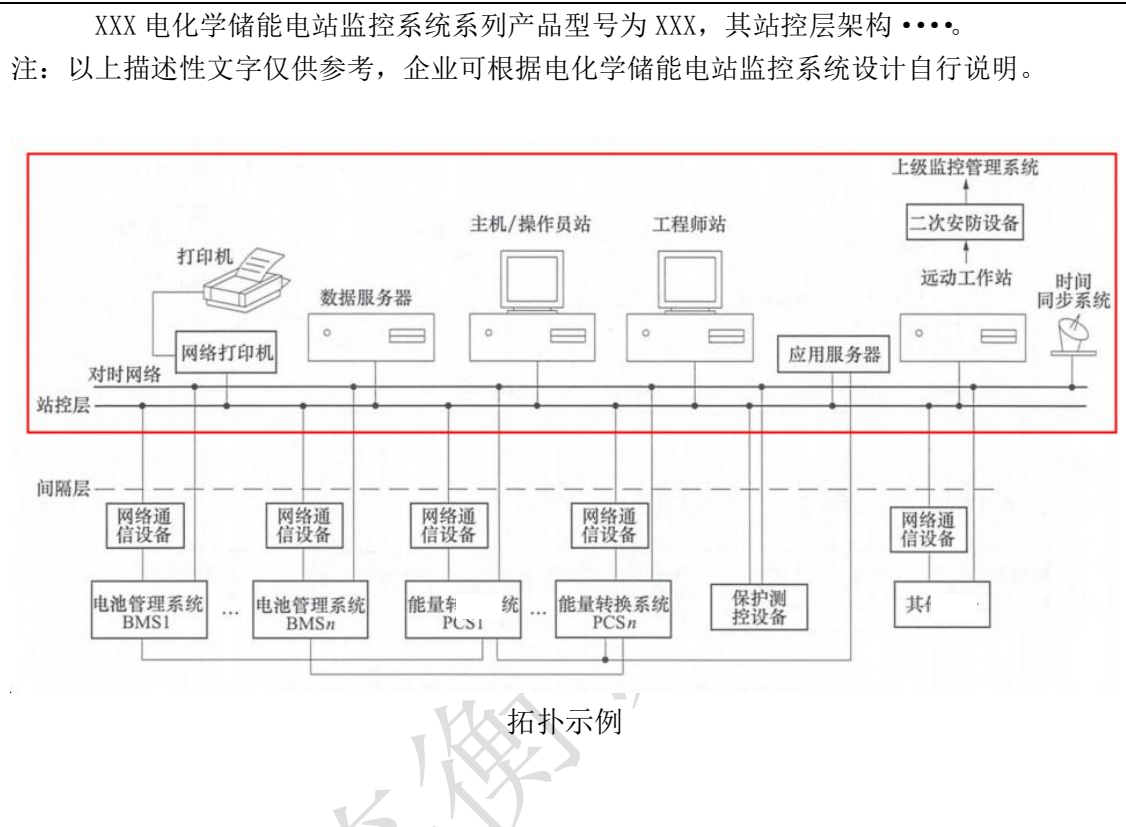 XXX 电化学储能电站监控系统系列产品型号为 XXX，其站控层架构 ••••。
注：以上描述性文字仅供参考，企业可根据电化学储能电站监控系统设计自行说明。
上级监控管理系统
主机/操作员站
工程师站
二次安防设备
打印机
远动工作站
时间
同步系统
数据服务器
网络打印机
应用服务器
对时网络
站控层
间隔层
网络通
信设备
网络通
信设备
网络通
信设备
网络通
信设备
网络通
信设备
电池管理系统
BMS1
...
电池管理系统
BMSn
能量转 统
PCS1
...
能量转换系统
PCSn
保护测
控设备
其
拓扑示例
衡